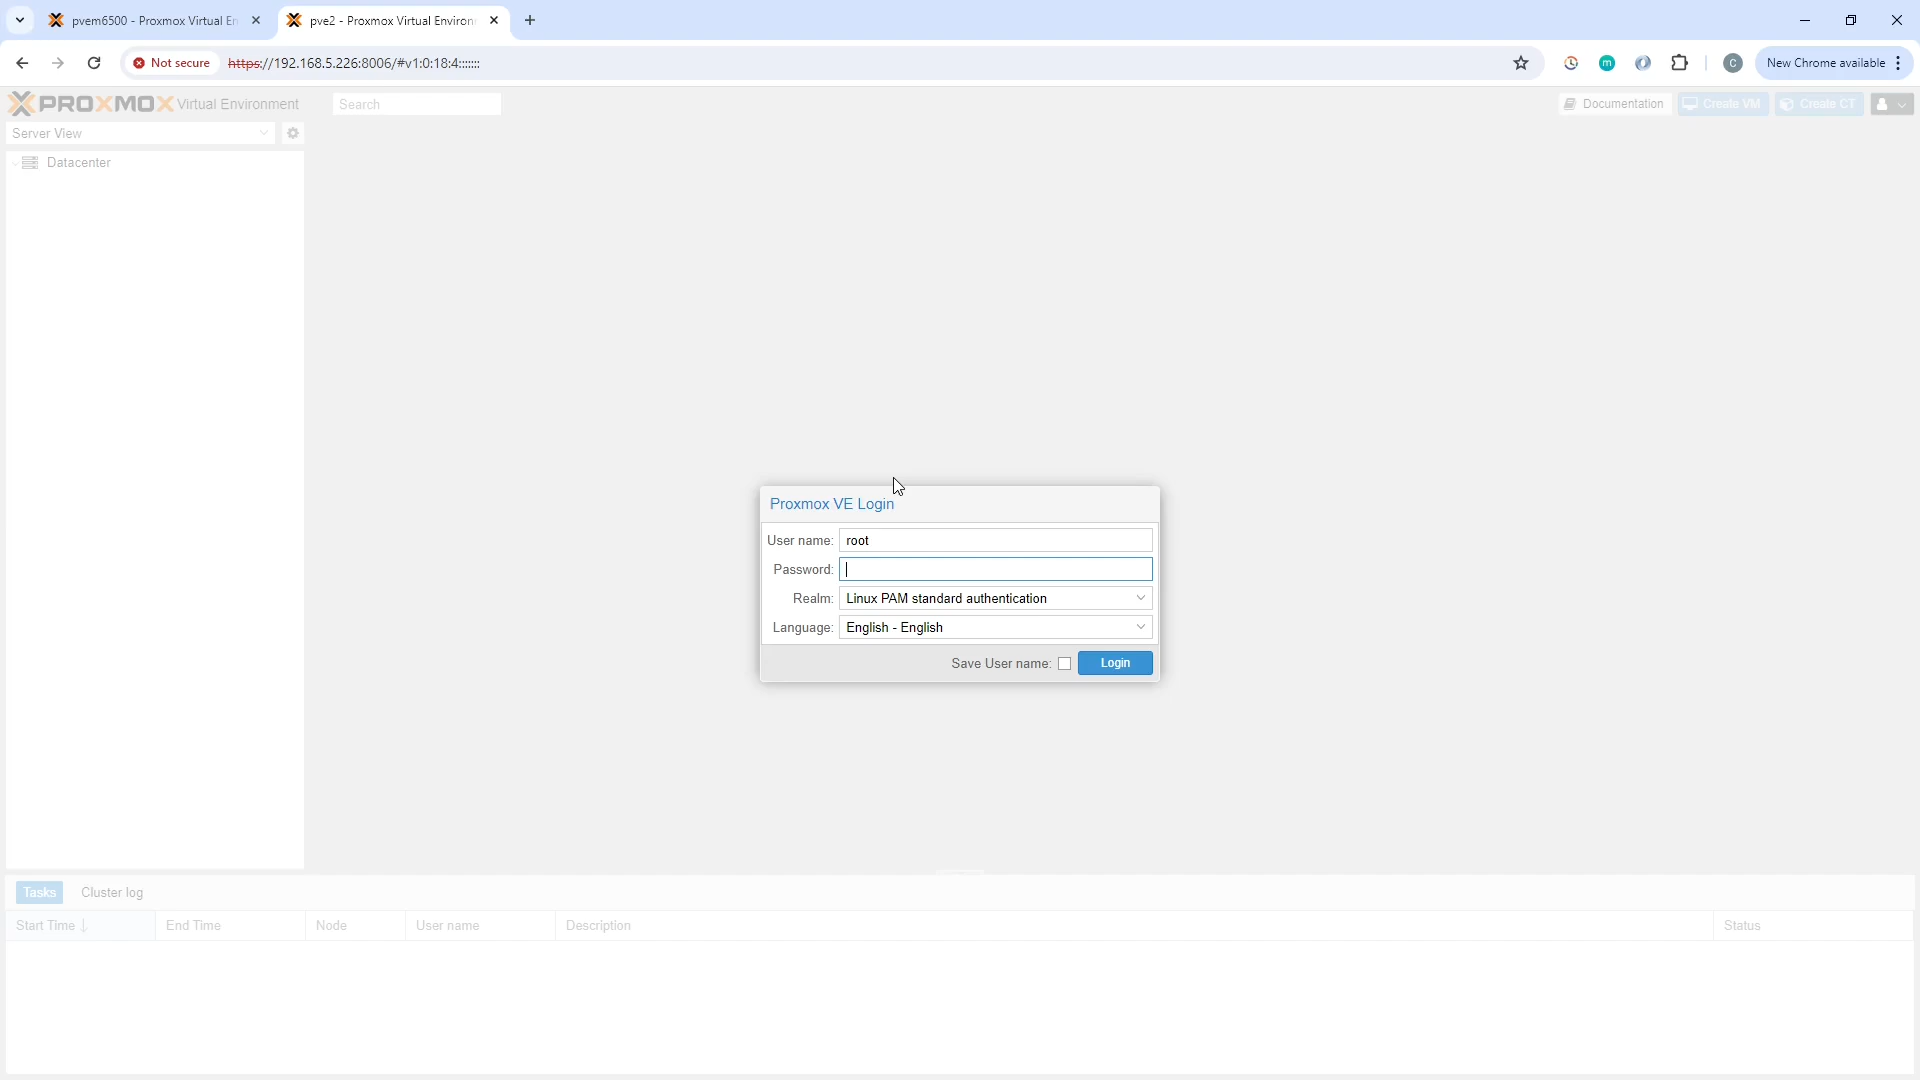 pvem6500 - Proxmox Virtual En
pve2 - Proxmox Virtual Environ
Not secure
https://192.168.5.226:8006/#v1:0:18:4:::::::
m
C
New Chrome available
PROXMOX Virtual Environment
Search
Documentation
Create VM
Create CT
Server View
Datacenter
Proxmox VE Login
User name: root
Password:
Realm: Linux PAM standard authentication
Language: English - English
Save User name:
Login
Tasks
Cluster log
Start Time
End Time
Node
User name
Description
Status